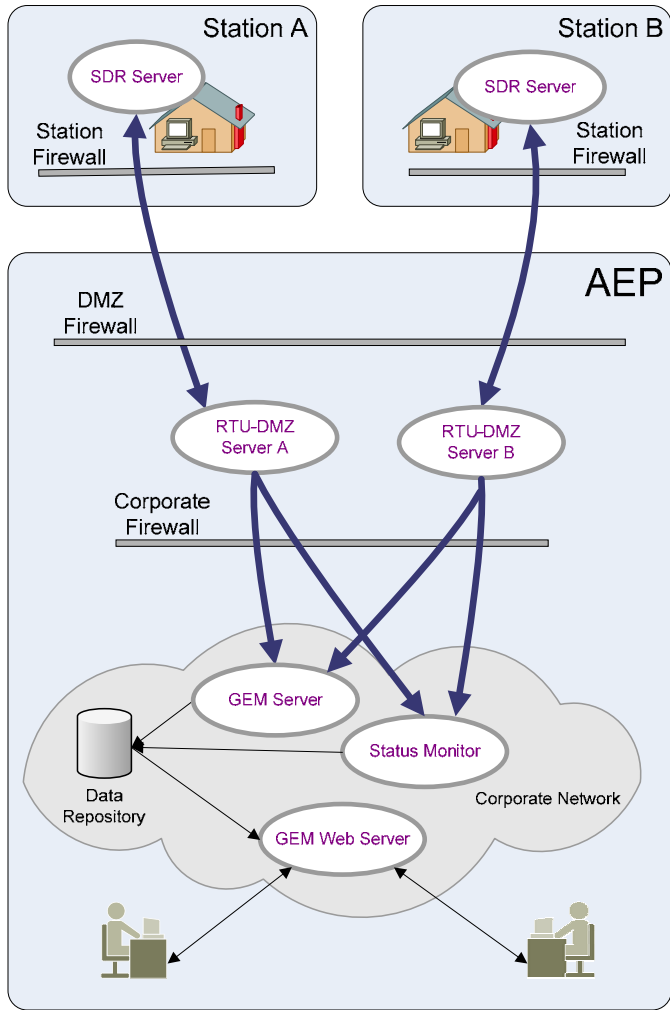 Station A
SDR Server
Station
Firewall
Station B
SDR Server
Station
Firewall
AEP
DMZ
Firewall
RTU-DMZ
Server A
RTU-DMZ
Server B
Corporate
Firewall
GEM Server
Status Monitor
Data
Repository
Corporate Network
GEM Web Server